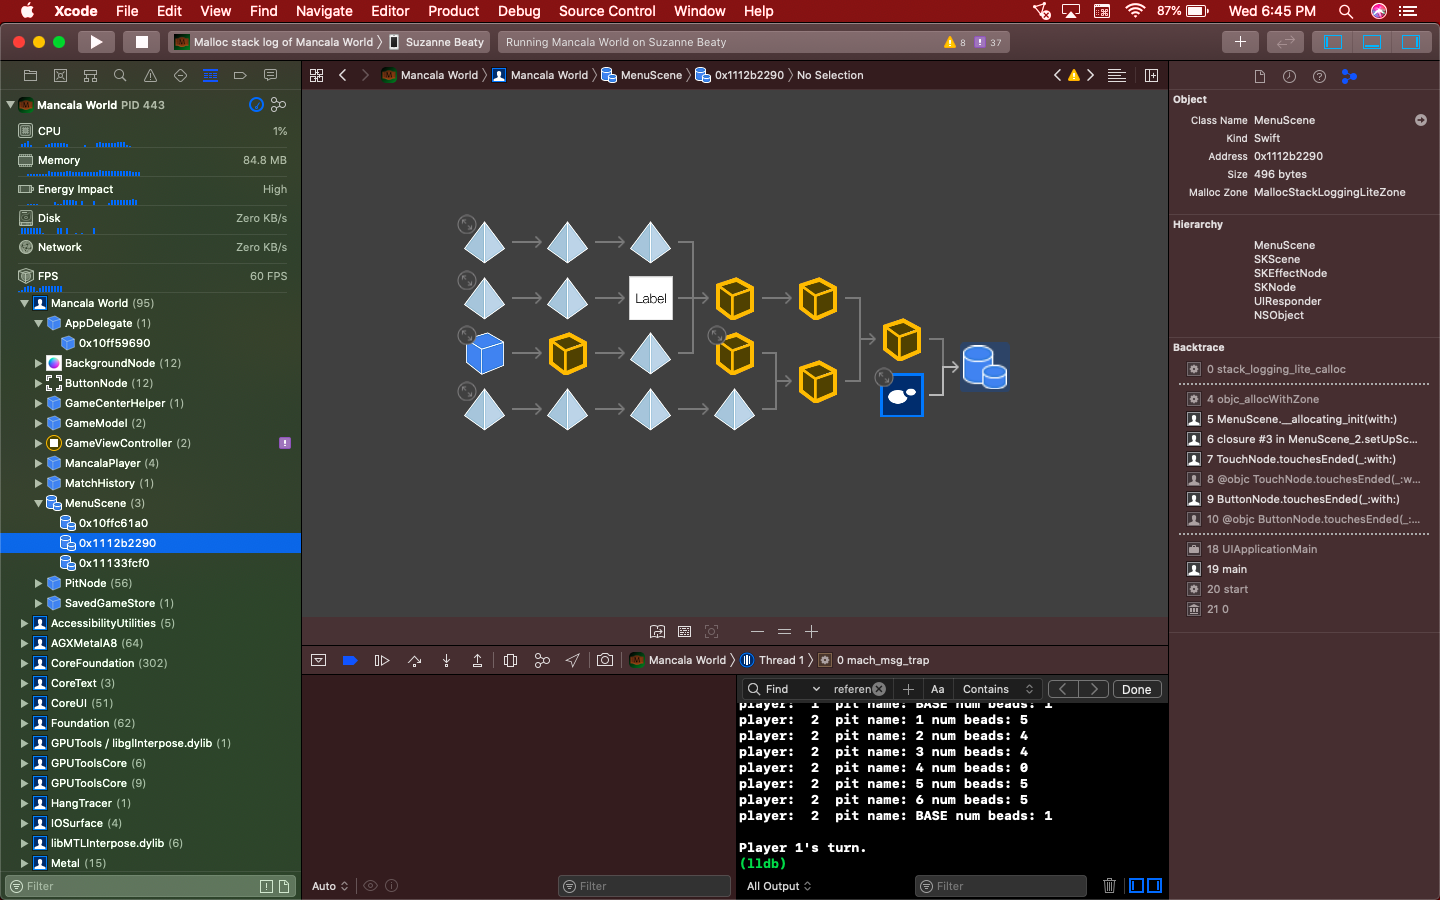 Xcode File Edit View Find Navigate Editor Product Debug Source Control Window Help 87% Wed 6:45 PM
Malloc stack log of Mancala World Suzanne Beaty
Running Mancala World on Suzanne Beaty 8 37
Mancala World Mancala World MenuScene 0x1112b2290 No Selection
Mancala World PID 443
CPU 1%
Memory 84.8 MB
Energy Impact High
Disk Zero KB/s
Network Zero KB/s
FPS 60 FPS
Mancala World (95)
AppDelegate (1)
0x10ff59690
BackgroundNode (12)
ButtonNode (12)
GameCenterHelper (1)
GameModel (2)
GameViewController (2)
MancalaPlayer (4)
MatchHistory (1)
MenuScene (3)
0x10ffc61a0
0x1112b2290
0x11133fcf0
PitNode (56)
SavedGameStore (1)
AccessibilityUtilities (5)
AGXMetalA8 (64)
CoreFoundation (302)
CoreText (3)
CoreUI (51)
Foundation (62)
GPUTools / libglInterpose.dylib (1)
GPUToolsCore (6)
GPUToolsCore (9)
HangTracer (1)
IOSurface (4)
libMTLInterpose.dylib (6)
Metal (15)
Filter
Label
Mancala World Thread 1 0 mach_msg_trap
Auto
Filter
Find referen Aa Contains Done
player: 1 pit name: BASE num beads: 1
player: 2 pit name: 1 num beads: 5
player: 2 pit name: 2 num beads: 4
player: 2 pit name: 3 num beads: 4
player: 2 pit name: 4 num beads: 0
player: 2 pit name: 5 num beads: 5
player: 2 pit name: 6 num beads: 5
player: 2 pit name: BASE num beads: 1
Player 1's turn.
(lldb)
All Output
Filter
Object
Class Name MenuScene
Kind Swift
Address 0x1112b2290
Size 496 bytes
Malloc Zone MallocStackLoggingLiteZone
Hierarchy
MenuScene
SKScene
SKEffectNode
SKNode
UIResponder
NSObject
Backtrace
0 stack_logging_lite_calloc
4 objc_allocWithZone
5 MenuScene.__allocating_init(with:)
6 closure #3 in MenuScene_2.setUpSc...
7 TouchNode.touchesEnded(_:with:)
8 @objc TouchNode.touchesEnded(_:w...
9 ButtonNode.touchesEnded(_:with:)
10 @objc ButtonNode.touchesEnded(_:...
18 UIApplicationMain
19 main
20 start
21 0